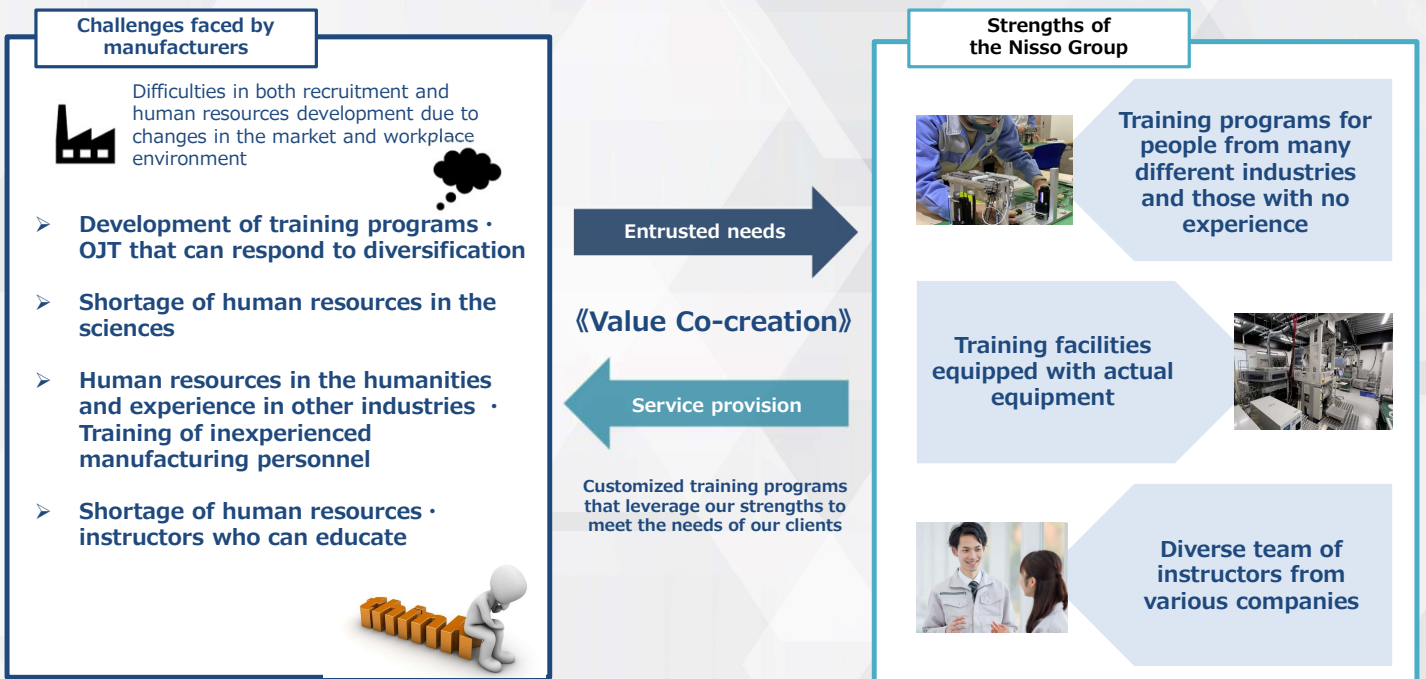 Challenges faced by
manufacturers
Difficulties in both recruitment and
human resources development due to
changes in the market and workplace
environment
➢ Development of training programs・
OJT that can respond to diversification
➢ Shortage of human resources in the
sciences
➢ Human resources in the humanities
and experience in other industries ・
Training of inexperienced
manufacturing personnel
➢ Shortage of human resources・
instructors who can educate
think
Entrusted needs
《Value Co-creation》
Service provision
Customized training programs
that leverage our strengths to
meet the needs of our clients
Strengths of
the Nisso Group
Training programs for
people from many
different industries
and those with no
experience
Training facilities
equipped with actual
equipment
Diverse team of
instructors from
various companies